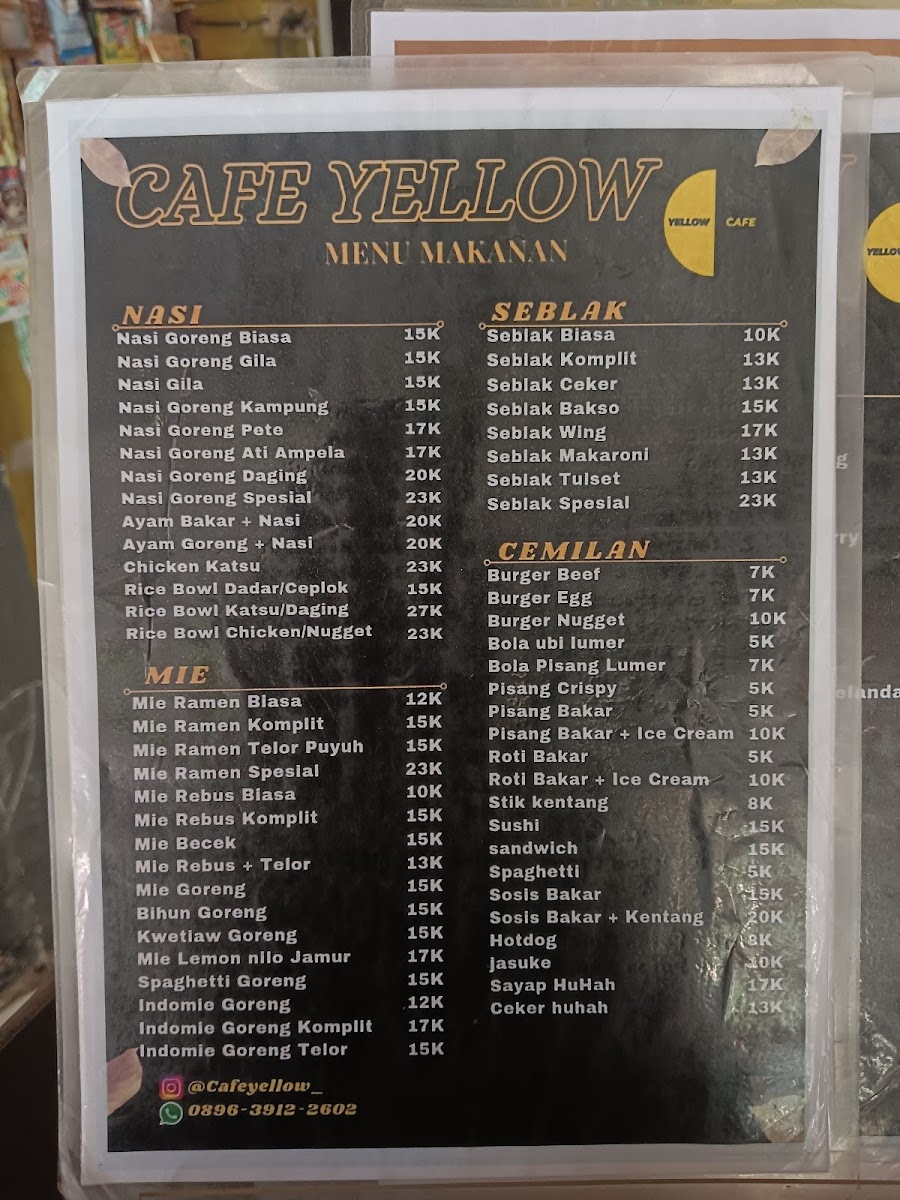 CAFE YELLOW
YELLOW CAFE
MENU MAKANAN
NASI
Nasi Goreng Biasa 15K
Nasi Goreng Gila 15K
Nasi Gila 15K
Nasi Goreng Kampung 15K
Nasi Goreng Pete 17K
Nasi Goreng Ati Ampela 17K
Nasi Goreng Daging 20K
Nasi Goreng Spesial 23K
Ayam Bakar + Nasi 20K
Ayam Goreng + Nasi 20K
Chicken Katsu 23K
Rice Bowl Dadar/Ceplok 15K
Rice Bowl Katsu/Daging 27K
Rice Bowl Chicken/Nugget 23K
MIE
Mie Ramen Biasa 12K
Mie Ramen Komplit 15K
Mie Ramen Telor Puyuh 15K
Mie Ramen Spesial 23K
Mie Rebus Biasa 10K
Mie Rebus Komplit 15K
Mie Becek 15K
Mie Rebus + Telor 13K
Mie Goreng 15K
Bihun Goreng 15K
Kwetiaw Goreng 15K
Mie Lemon nilo Jamur 17K
Spaghetti Goreng 15K
Indomie Goreng 12K
Indomie Goreng Komplit 17K
Indomie Goreng Telor 15K
@Cafeyellow_
0896-3912-2602
SEBLAK
Seblak Biasa 10K
Seblak Komplit 13K
Seblak Ceker 13K
Seblak Bakso 15K
Seblak Wing 17K
Seblak Makaroni 13K
Seblak Tulset 13K
Seblak Spesial 23K
CEMILAN
Burger Beef 7K
Burger Egg 7K
Burger Nugget 10K
Bola ubi lumer 5K
Bola Pisang Lumer 7K
Pisang Crispy 5K
Pisang Bakar 5K
Pisang Bakar + Ice Cream 10K
Roti Bakar 5K
Roti Bakar + Ice Cream 10K
Stik kentang 8K
Sushi 15K
sandwich 15K
Spaghetti 5K
Sosis Bakar 15K
Sosis Bakar + Kentang 20K
Hotdog 8K
jasuke 10K
Sayap HuHah 17K
Ceker huhah 13K